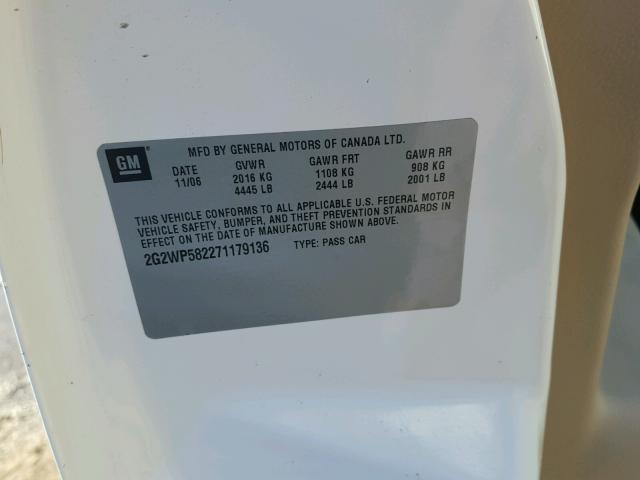 MFD BY GENERAL MOTORS OF CANADA LTD.
GM
DATE GVWR GAWR FRT GAWR RR
11/06 2016 KG 1108 KG 908 KG
4445 LB 2444 LB 2001 LB
THIS VEHICLE CONFORMS TO ALL APPLICABLE U.S. FEDERAL MOTOR
VEHICLE SAFETY, BUMPER, AND THEFT PREVENTION STANDARDS IN
EFFECT ON THE DATE OF MANUFACTURE SHOWN ABOVE.
2G2WP582271179136 TYPE: PASS CAR